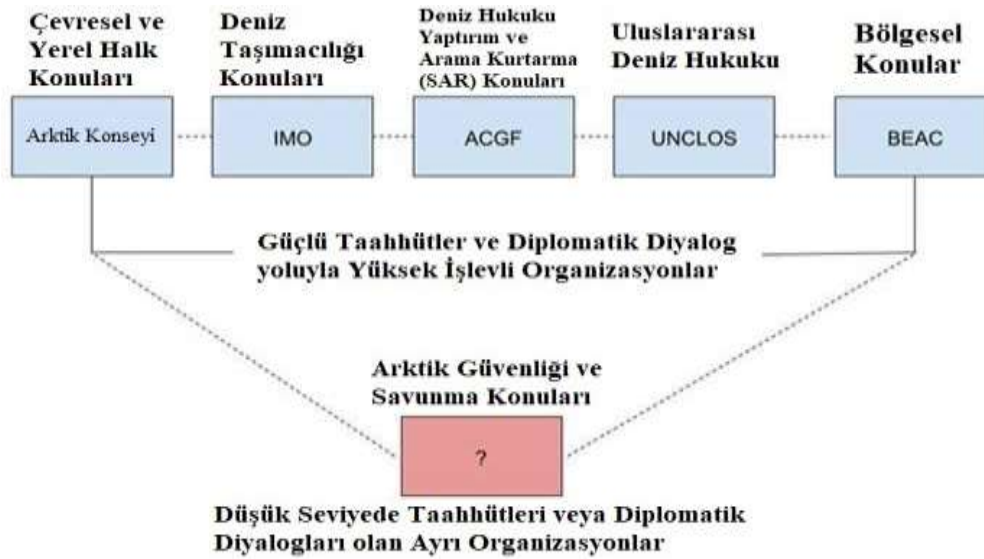 Çevresel ve
Yerel Halk
Konuları
Deniz
Taşımacılığı
Konuları
Deniz Hukuku
Yaptırım ve
Arama Kurtarma
(SAR) Konuları
Uluslararası
Deniz Hukuku
Bölgesel
Konular
Arktik Konseyi
IMO
ACGF
UNCLOS
BEAC
Güçlü Taahhütler ve Diplomatik Diyalog
yoluyla Yüksek İşlevli Organizasyonlar
Arktik Güvenliği ve
Savunma Konuları
?
Düşük Seviyede Taahhütleri veya Diplomatik
Diyalogları olan Ayrı Organizasyonlar